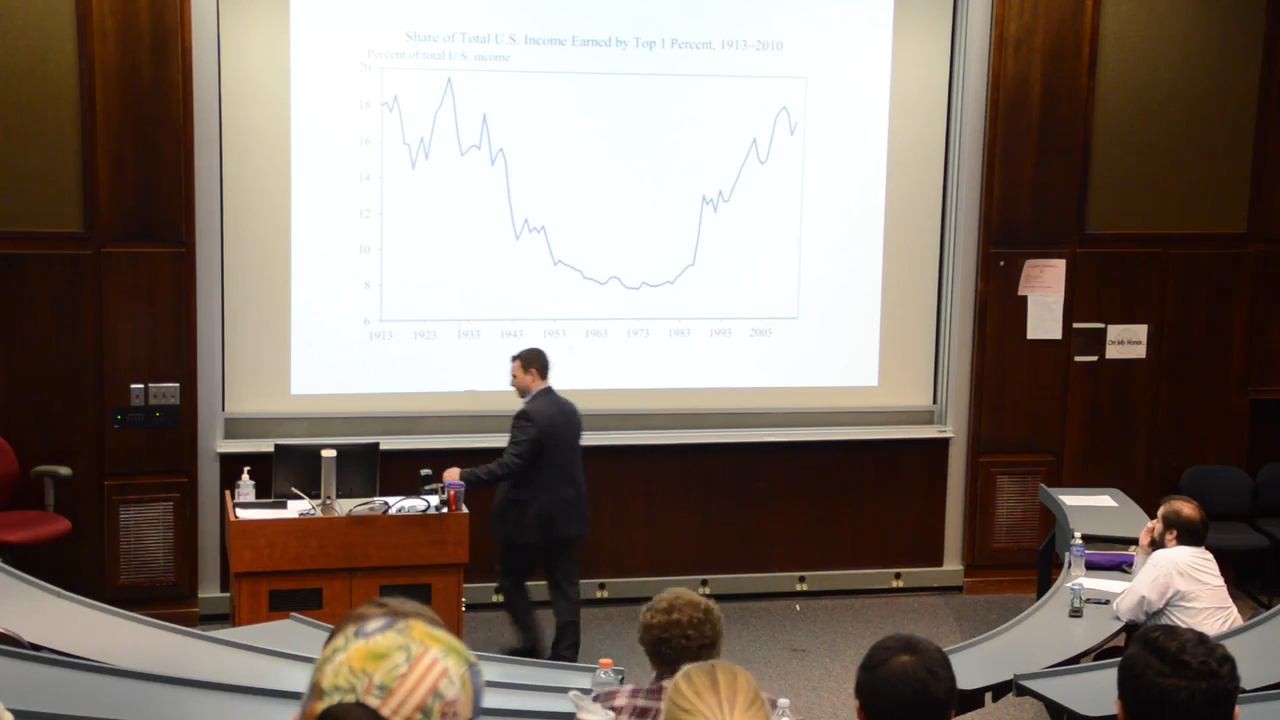 Share of Total U.S. Income Earned by Top 1 Percent, 1913–2010
Percent of total U.S. income
20
18
16
14
12
10
8
6
1913 1923 1933 1943 1953 1963 1973 1983 1993 2003
On My Honor...